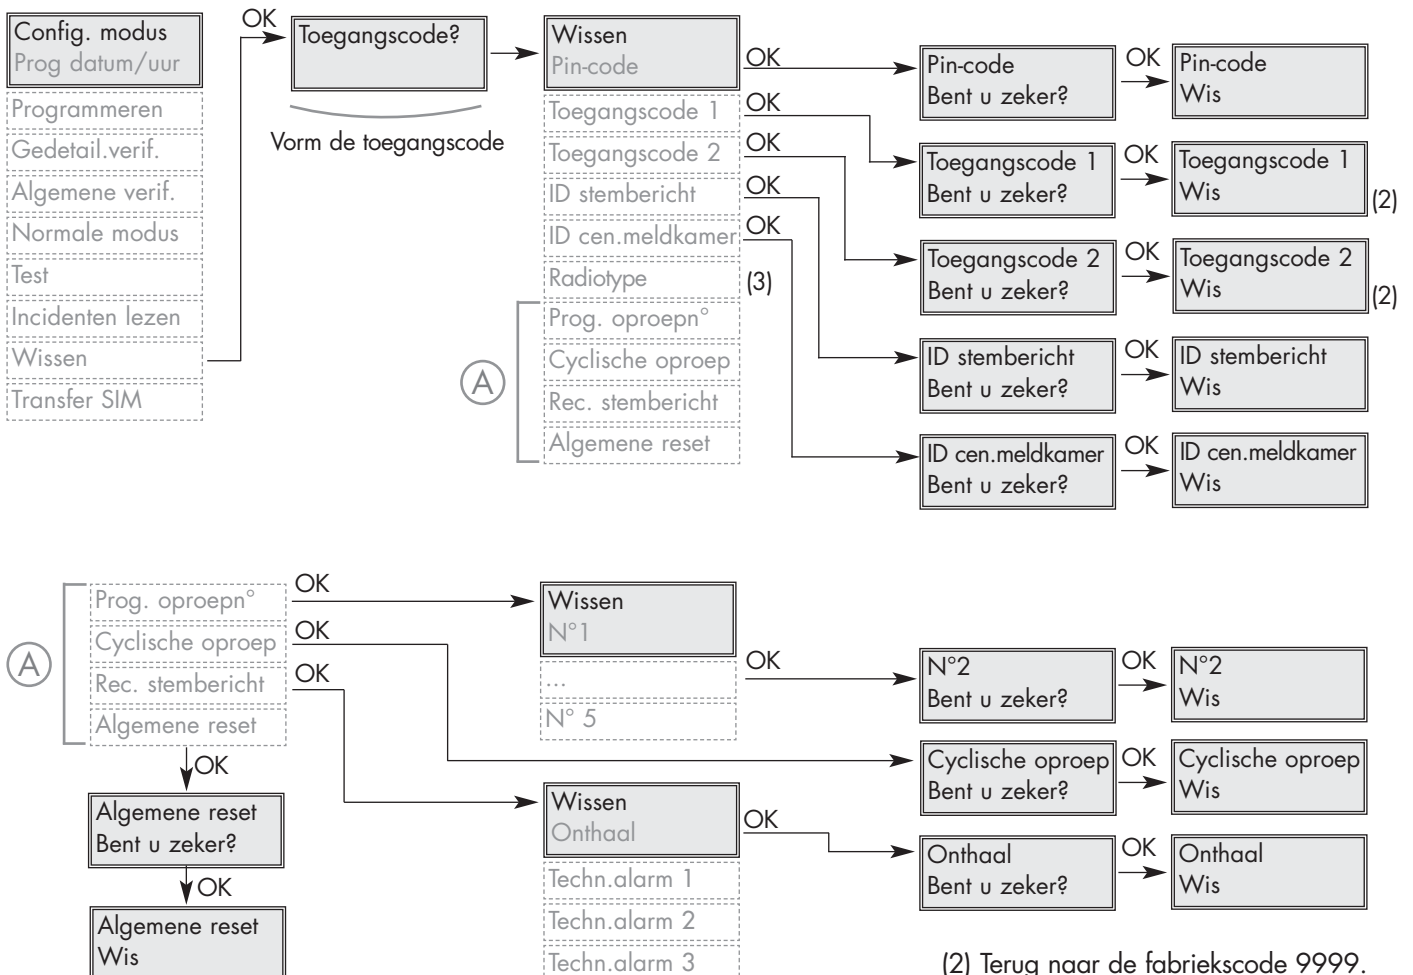 Config. modus
Prog datum/uur
Programmeren
Gedetail.verif.
Algemene verif.
Normale modus
Test
Incidenten lezen
Wissen
Transfer SIM
OK
Toegangscode?
Vorm de toegangscode
Wissen
Pin-code
Toegangscode 1
Toegangscode 2
ID stembericht
ID cen.meldkamer
Radiotype
(3)
Prog. oproepn°
Cyclische oproep
Rec. stembericht
Algemene reset
A
OK
Pin-code
Bent u zeker?
OK
Pin-code
Wis
OK
Toegangscode 1
Bent u zeker?
OK
Toegangscode 1
Wis
(2)
OK
Toegangscode 2
Bent u zeker?
OK
Toegangscode 2
Wis
(2)
OK
ID stembericht
Bent u zeker?
OK
ID stembericht
Wis
OK
ID cen.meldkamer
Bent u zeker?
OK
ID cen.meldkamer
Wis
A
Prog. oproepn°
Cyclische oproep
Rec. stembericht
Algemene reset
OK
Wissen
N°1
...
N° 5
OK
N°2
Bent u zeker?
OK
N°2
Wis
OK
Cyclische oproep
Bent u zeker?
OK
Cyclische oproep
Wis
OK
Wissen
Onthaal
Techn.alarm 1
Techn.alarm 2
Techn.alarm 3
OK
Onthaal
Bent u zeker?
OK
Onthaal
Wis
OK
Algemene reset
Bent u zeker?
OK
Algemene reset
Wis
(2) Terug naar de fabriekscode 9999.